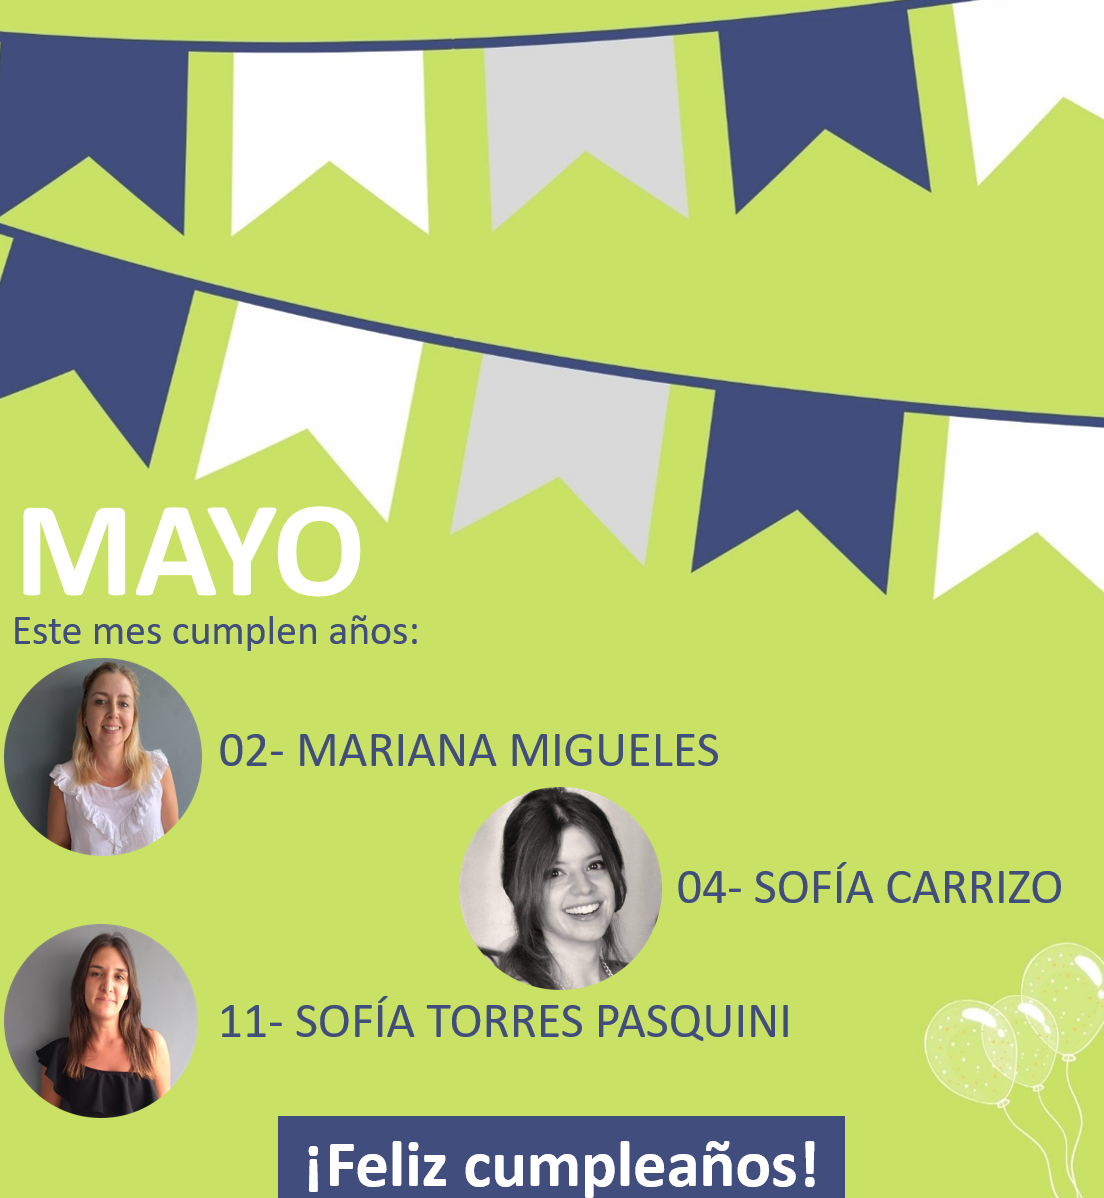 MAYO
Este mes cumplen años:
02- MARIANA MIGUELES
04- SOFÍA CARRIZO
11- SOFÍA TORRES PASQUINI
¡Feliz cumpleaños!